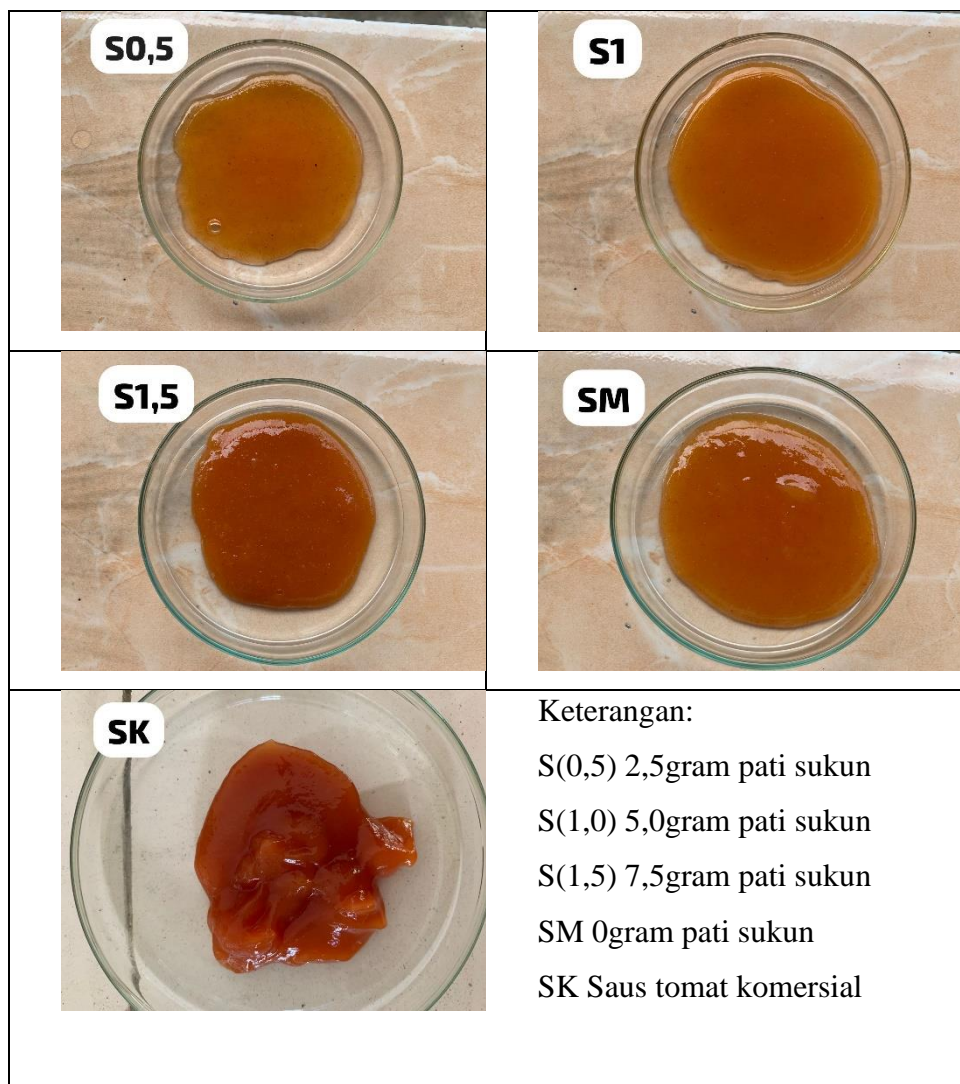 S0,5
S1
S1,5
SM
SK
Keterangan:
S(0,5) 2,5gram pati sukun
S(1,0) 5,0gram pati sukun
S(1,5) 7,5gram pati sukun
SM 0gram pati sukun
SK Saus tomat komersial